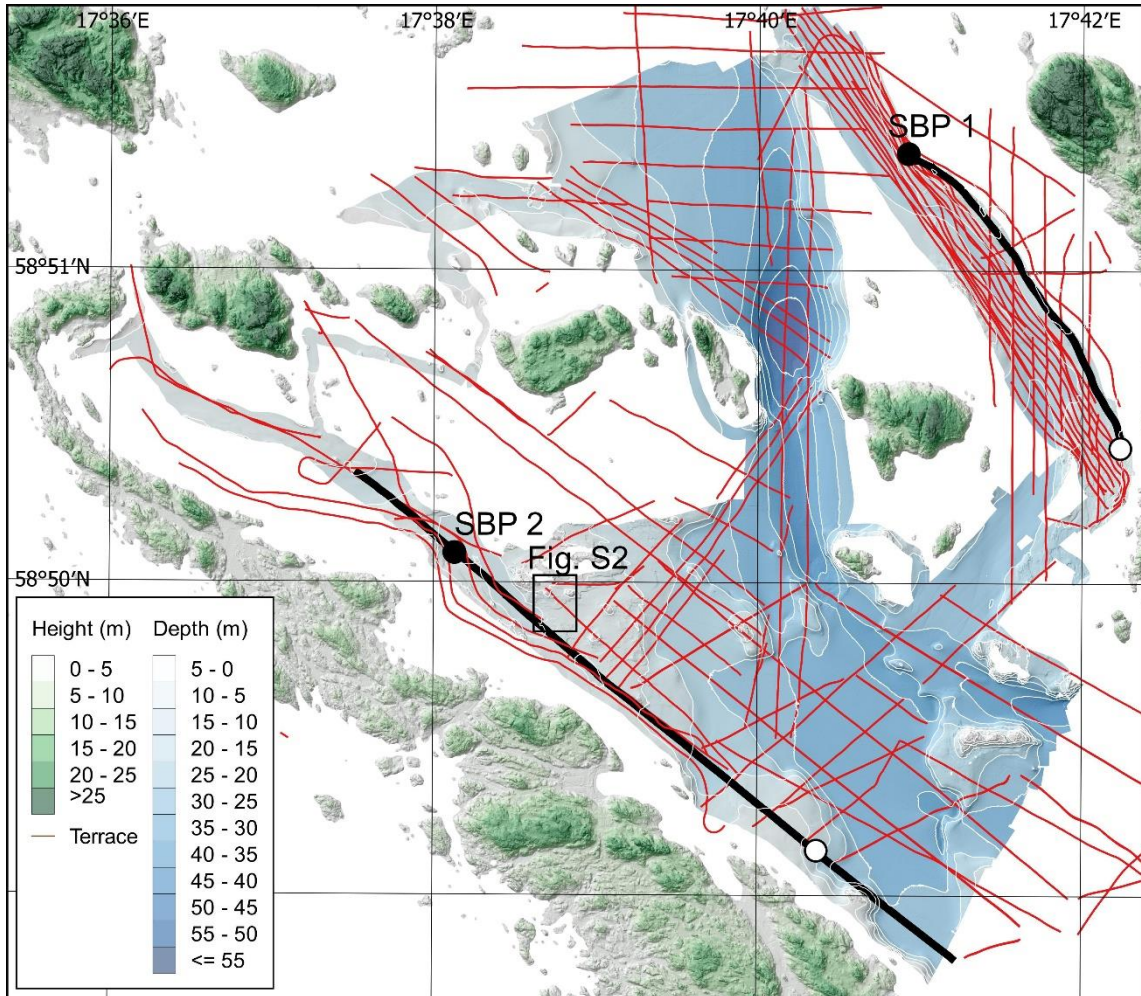 17°36'E 17°38'E 17°40'E 17°42'E
SBP 1
58°51'N
SBP 2
Fig. S2
58°50'N
Height (m) Depth (m)
0 - 5 5 - 0
5 - 10 10 - 5
10 - 15 15 - 10
15 - 20 20 - 15
20 - 25 25 - 20
>25 30 - 25
Terrace 35 - 30
40 - 35
45 - 40
50 - 45
55 - 50
<= 55